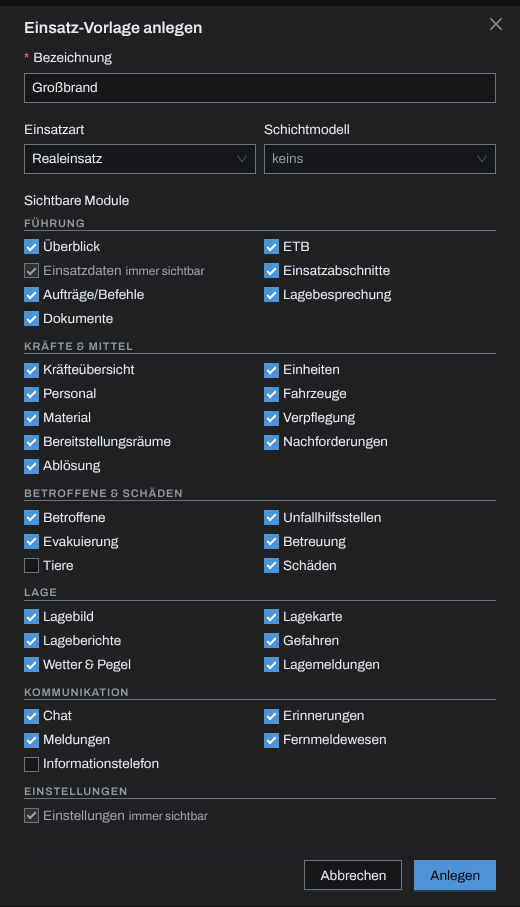 Einsatz-Vorlage anlegen
* Bezeichnung
Großbrand
Einsatzart Schichtmodell
Realeinsatz keins
Sichtbare Module
FÜHRUNG
Überblick ETB
Einsatzdaten immer sichtbar Einsatzabschnitte
Aufträge/Befehle Lagebesprechung
Dokumente
KRÄFTE & MITTEL
Kräfteübersicht Einheiten
Personal Fahrzeuge
Material Verpflegung
Bereitstellungsräume Nachforderungen
Ablösung
BETROFFENE & SCHÄDEN
Betroffene Unfallhilfsstellen
Evakuierung Betreuung
Tiere Schäden
LAGE
Lagebild Lagekarte
Lageberichte Gefahren
Wetter & Pegel Lagemeldungen
KOMMUNIKATION
Chat Erinnerungen
Meldungen Fernmeldewesen
Informationstelefon
EINSTELLUNGEN
Einstellungen immer sichtbar
Abbrechen Anlegen